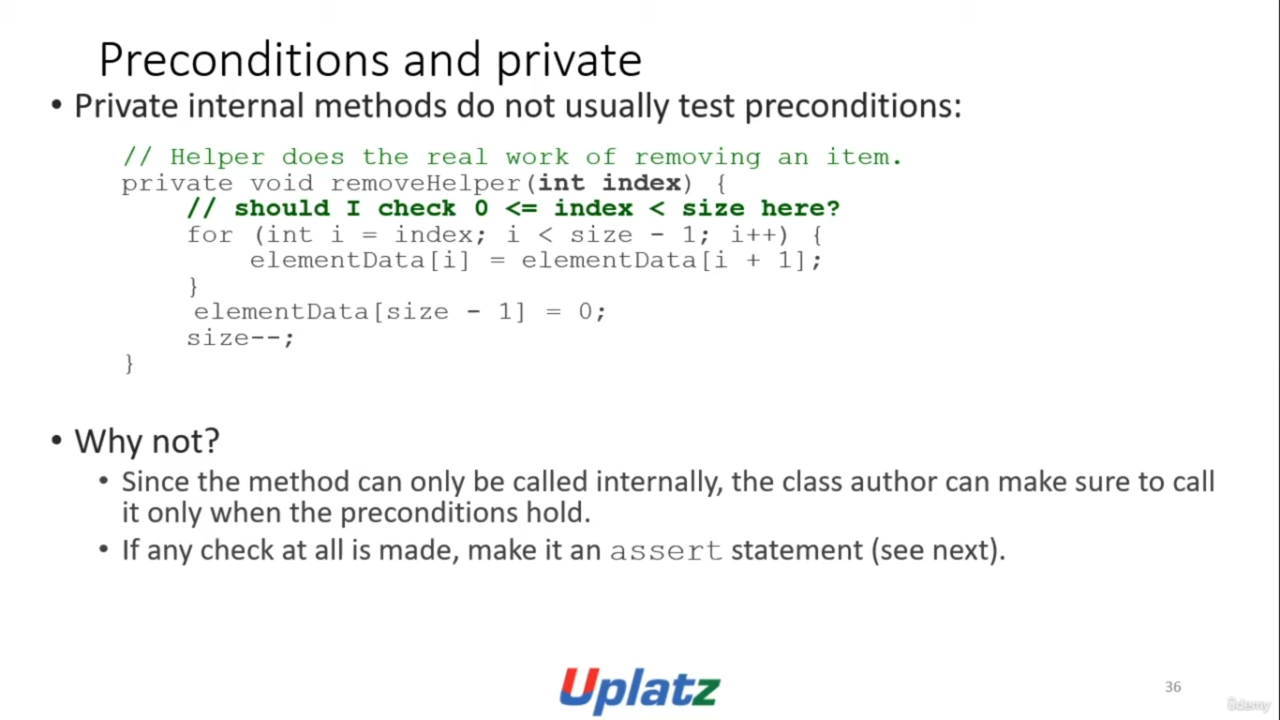 Preconditions and private
• Private internal methods do not usually test preconditions:
// Helper does the real work of removing an item.
private void removeHelper(int index) {
// should I check 0 <= index < size here?
for (int i = index; i < size - 1; i++) {
elementData[i] = elementData[i + 1];
}
elementData[size - 1] = 0;
size--;
}
• Why not?
• Since the method can only be called internally, the class author can make sure to call
it only when the preconditions hold.
• If any check at all is made, make it an assert statement (see next).
Uplatz
36
ûdemy